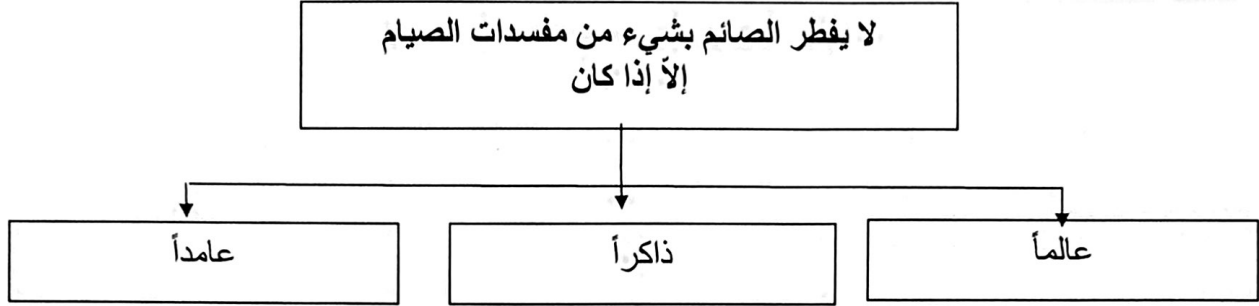 لا يفطر الصائم بشيء من مفسدات الصيام
إلاّ إذا كان
عالماً
ذاكراً
عامداً